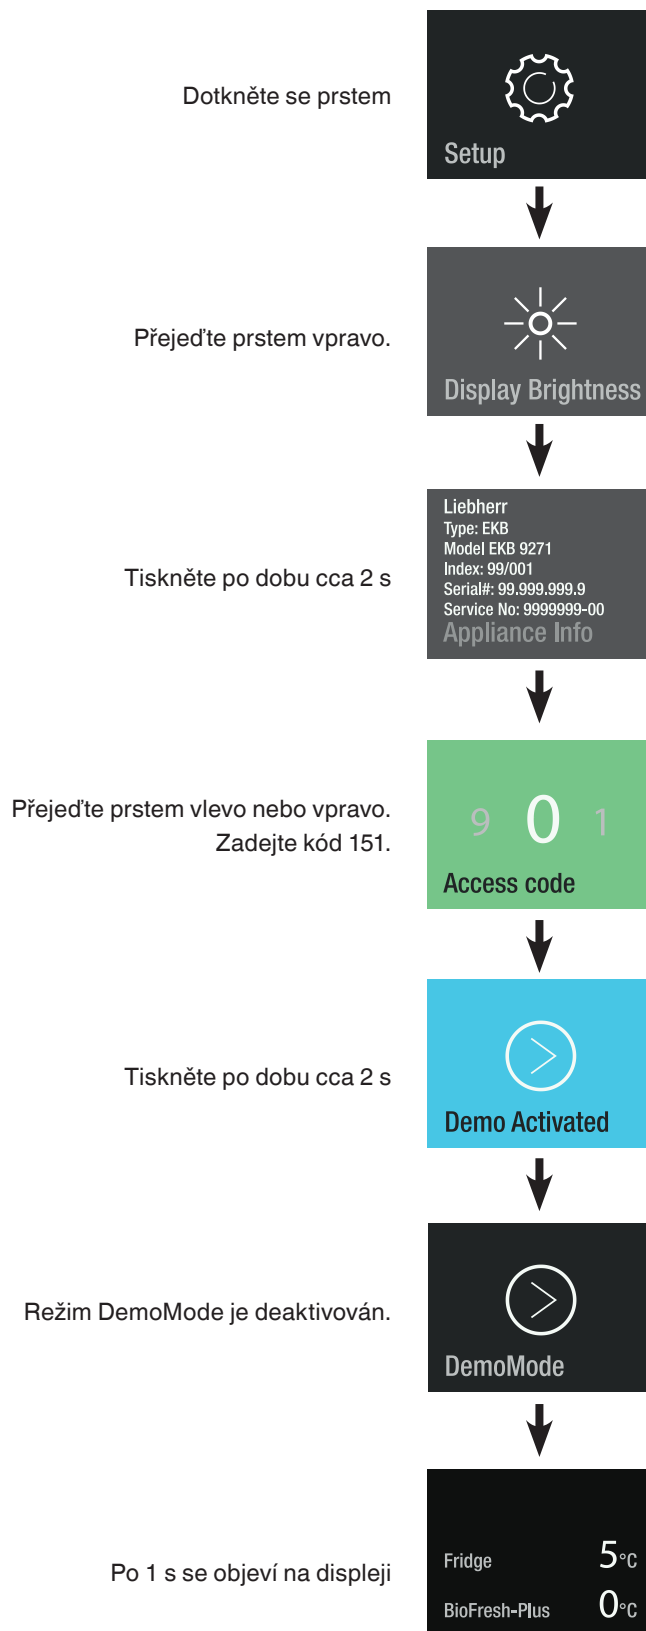 Dotkněte se prstem
Setup
Přejeďte prstem vpravo.
Display Brightness
Tiskněte po dobu cca 2 s
Liebherr
Type: EKB
Model EKB 9271
Index: 99/001
Serial#: 99.999.999.9
Service No: 9999999-00
Appliance Info
Přejeďte prstem vlevo nebo vpravo.
Zadejte kód 151.
9 0 1
Access code
Tiskněte po dobu cca 2 s
Demo Activated
Režim DemoMode je deaktivován.
DemoMode
Po 1 s se objeví na displeji
Fridge 5°C
BioFresh-Plus 0°C